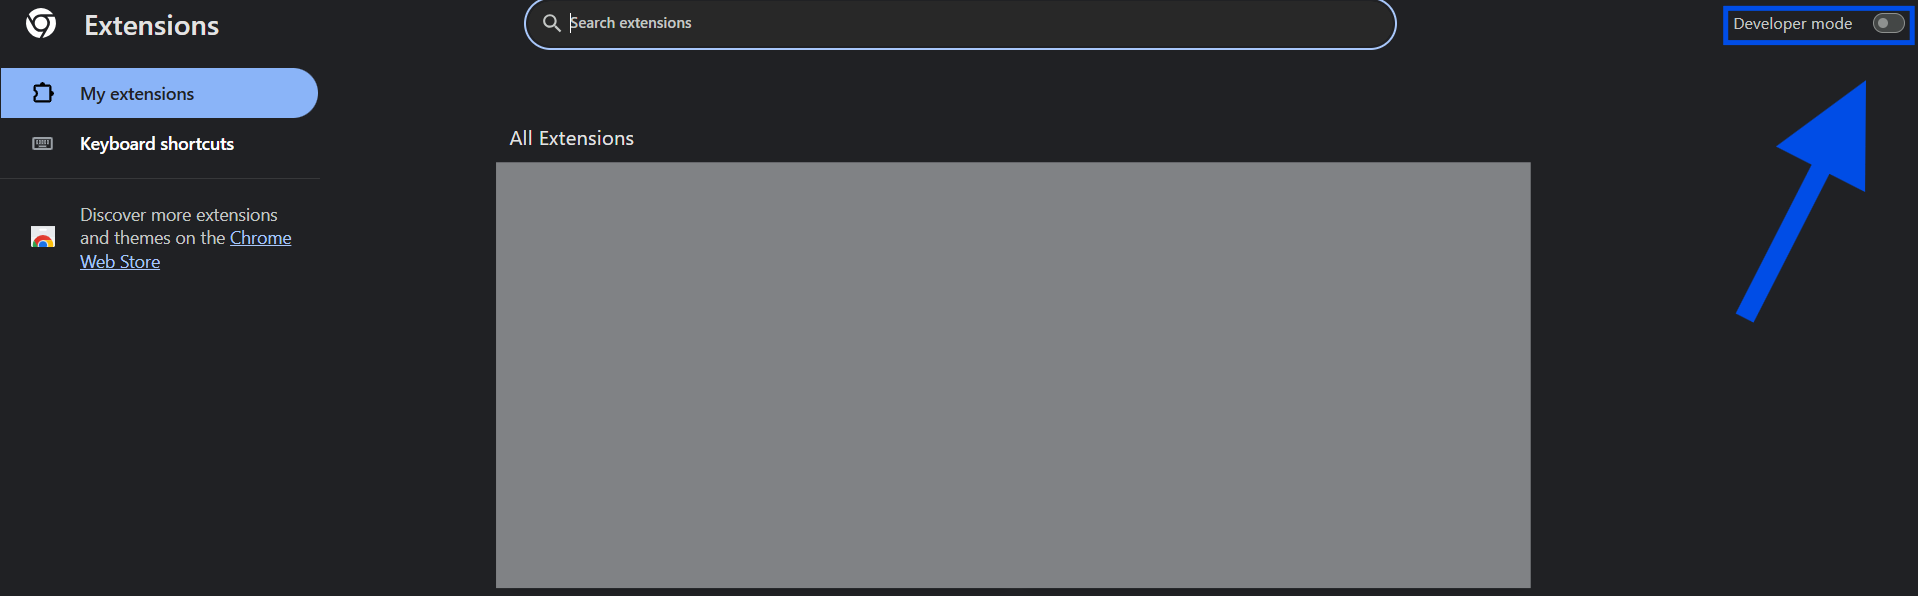 Extensions
Search extensions
Developer mode
My extensions
Keyboard shortcuts
Discover more extensions
and themes on the Chrome
Web Store
All Extensions